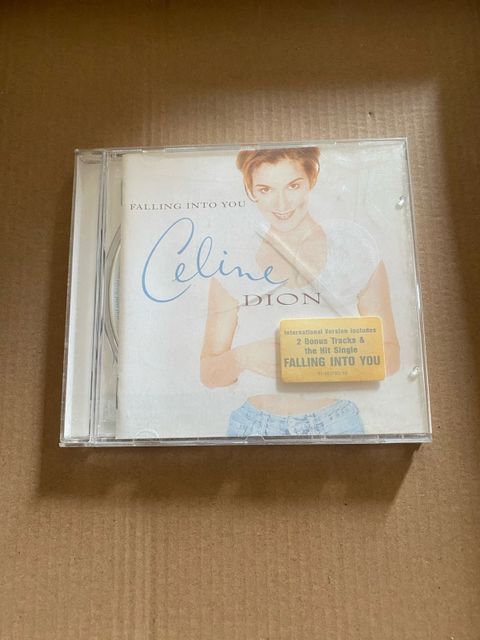 FALLING INTO YOU
Celine
DION
International Version includes
2 Bonus Tracks &
the Hit Single
FALLING INTO YOU